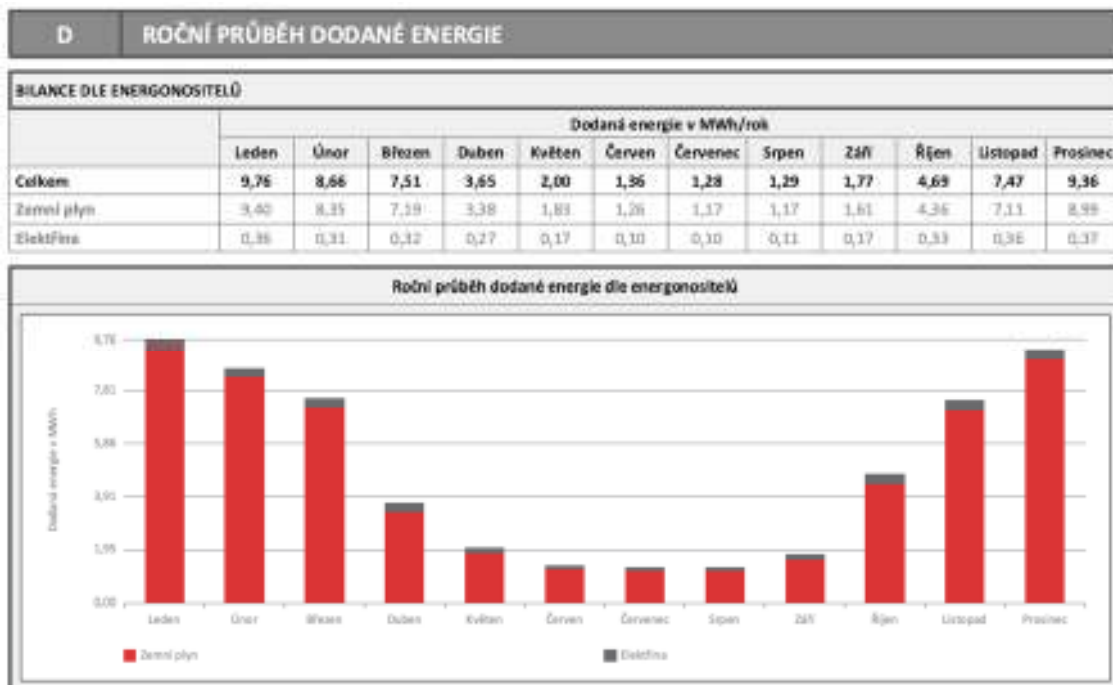 D ROČNÍ PRŮBĚH DODANÉ ENERGIE
BILANCE DLE ENERGONOSITELŮ
Dodaná energie v MWh/rok
Leden Únor Březen Duben Květen Červen Červenec Srpen Září Říjen Listopad Prosinec
Celkem 9,76 8,66 7,51 3,65 2,00 1,36 1,28 1,29 1,77 4,69 7,47 9,36
Zemní plyn 9,40 8,35 7,19 3,38 1,83 1,26 1,17 1,17 1,61 4,36 7,11 8,99
Elektřina 0,36 0,31 0,32 0,27 0,17 0,10 0,10 0,11 0,17 0,33 0,36 0,37
Roční průběh dodané energie dle energonositelů
Dodaná energie v MWh
9,76
7,81
5,86
3,91
1,95
0,00
Leden Únor Březen Duben Květen Červen Červenec Srpen Září Říjen Listopad Prosinec
Zemní plyn Elektřina